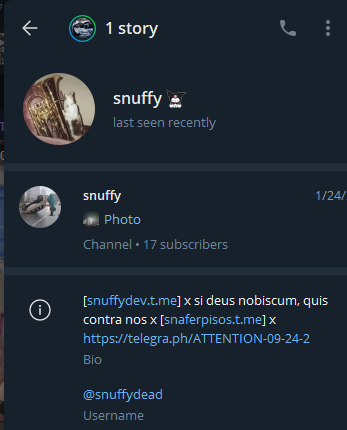 1 story
snuffy
last seen recently
snuffy
1/24/
Photo
Channel • 17 subscribers
[snuffydev.t.me] x si deus nobiscum, quis
contra nos x [snaferpisos.t.me] x
https://telegra.ph/ATTENTION-09-24-2
Bio
@snuffydead
Username